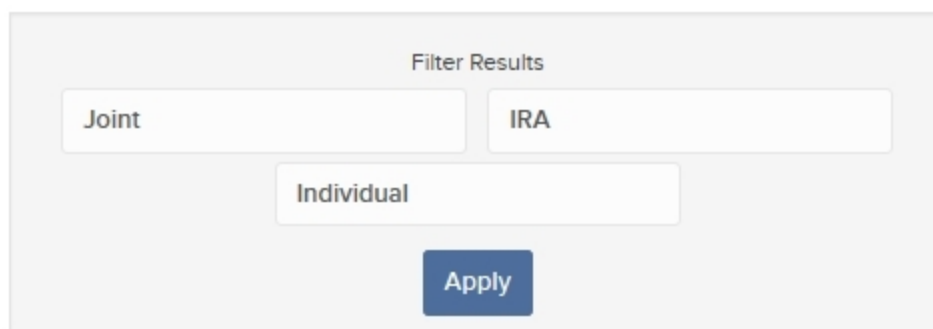 Filter Results
Joint
IRA
Individual
Apply